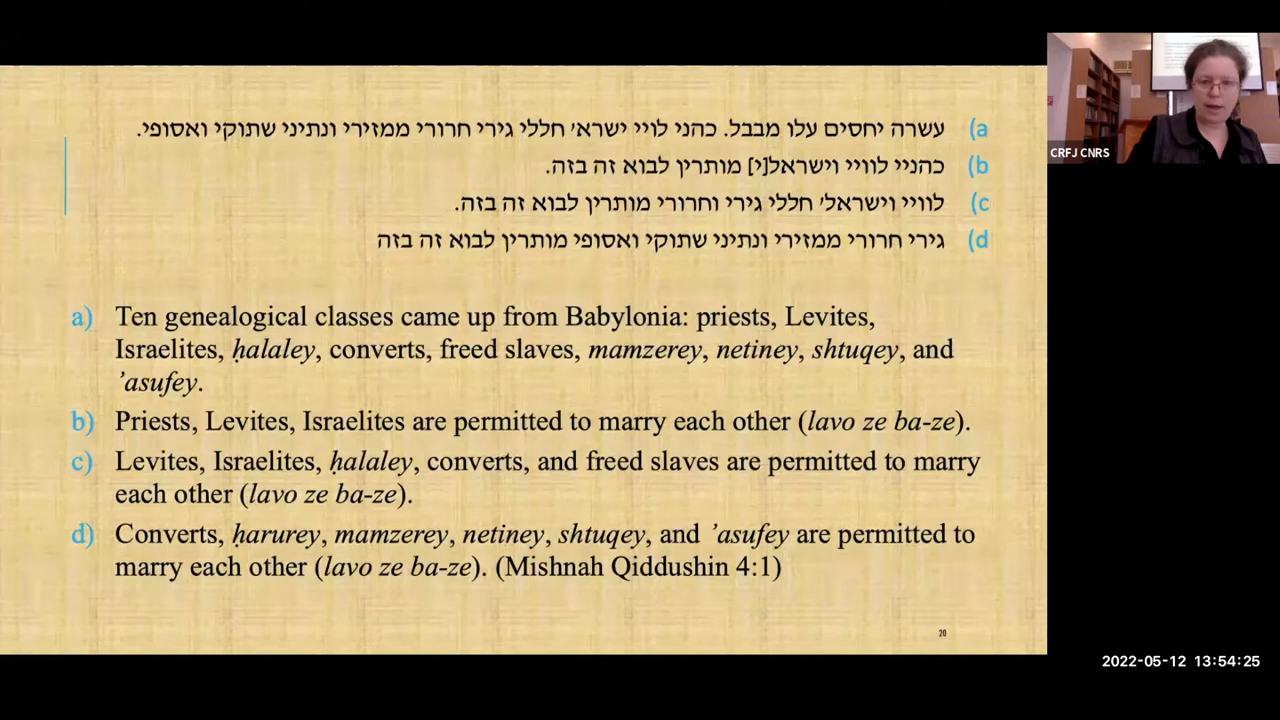 a) עשרה יחסים עלו מבבל. כהני לויי ישרא׳ חללי גירי חרורי ממזירי ונתיני שתוקי ואסופי.
b) כהניי לוויי וישראל[י] מותרין לבוא זה בזה.
c) לוויי וישראל׳ חללי גירי וחרורי מותרין לבוא זה בזה.
d) גירי חרורי ממזירי ונתיני שתוקי ואסופי מותרין לבוא זה בזה
a) Ten genealogical classes came up from Babylonia: priests, Levites,
Israelites, ḥalaley, converts, freed slaves, mamzerey, netiney, shtuqey, and
ʼasufey.
b) Priests, Levites, Israelites are permitted to marry each other (lavo ze ba-ze).
c) Levites, Israelites, ḥalaley, converts, and freed slaves are permitted to marry
each other (lavo ze ba-ze).
d) Converts, ḥarurey, mamzerey, netiney, shtuqey, and ʼasufey are permitted to
marry each other (lavo ze ba-ze). (Mishnah Qiddushin 4:1)
20
CRFJ CNRS
2022-05-12 13:54:25